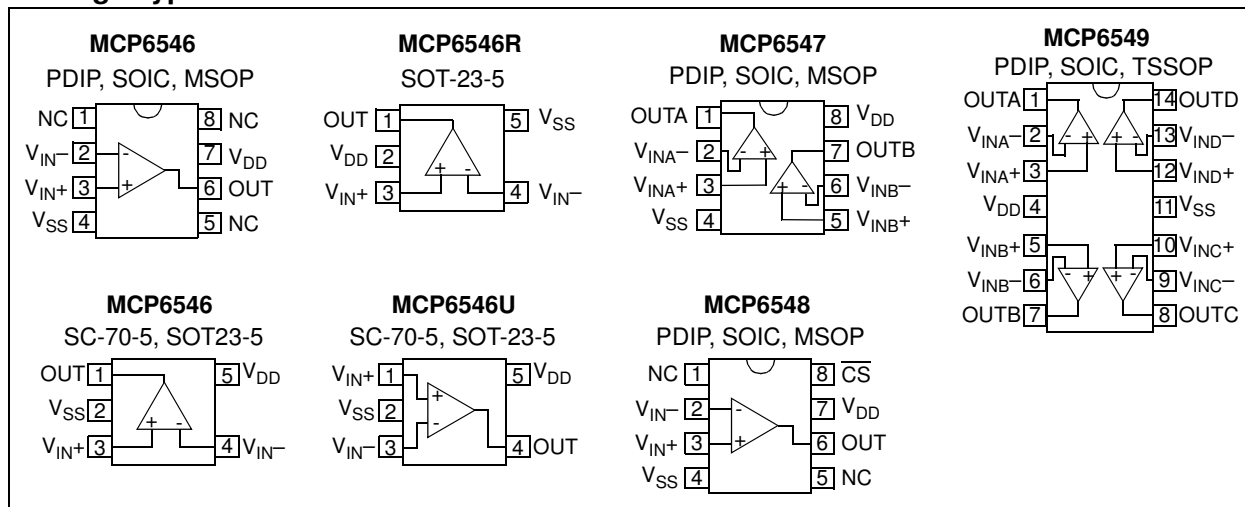 MCP6546
PDIP, SOIC, MSOP
NC 1
8 NC
VIN– 2
7 VDD
VIN+ 3
6 OUT
VSS 4
5 NC
- +
MCP6546R
SOT-23-5
OUT 1
5 VSS
VDD 2
VIN+ 3
4 VIN–
+ -
MCP6547
PDIP, SOIC, MSOP
OUTA 1
8 VDD
VINA– 2
7 OUTB
VINA+ 3
6 VINB–
VSS 4
5 VINB+
- +
+ -
MCP6549
PDIP, SOIC, TSSOP
OUTA 1
14 OUTD
VINA– 2
13 VIND–
VINA+ 3
12 VIND+
VDD 4
11 VSS
VINB+ 5
10 VINC+
VINB– 6
9 VINC–
OUTB 7
8 OUTC
- + + -
- + + -
MCP6546
SC-70-5, SOT23-5
OUT 1
5 VDD
VSS 2
VIN+ 3
4 VIN–
+ -
MCP6546U
SC-70-5, SOT-23-5
VIN+ 1
5 VDD
VSS 2
VIN– 3
4 OUT
+ -
MCP6548
PDIP, SOIC, MSOP
NC 1
8 CS
VIN– 2
7 VDD
VIN+ 3
6 OUT
VSS 4
5 NC
- +